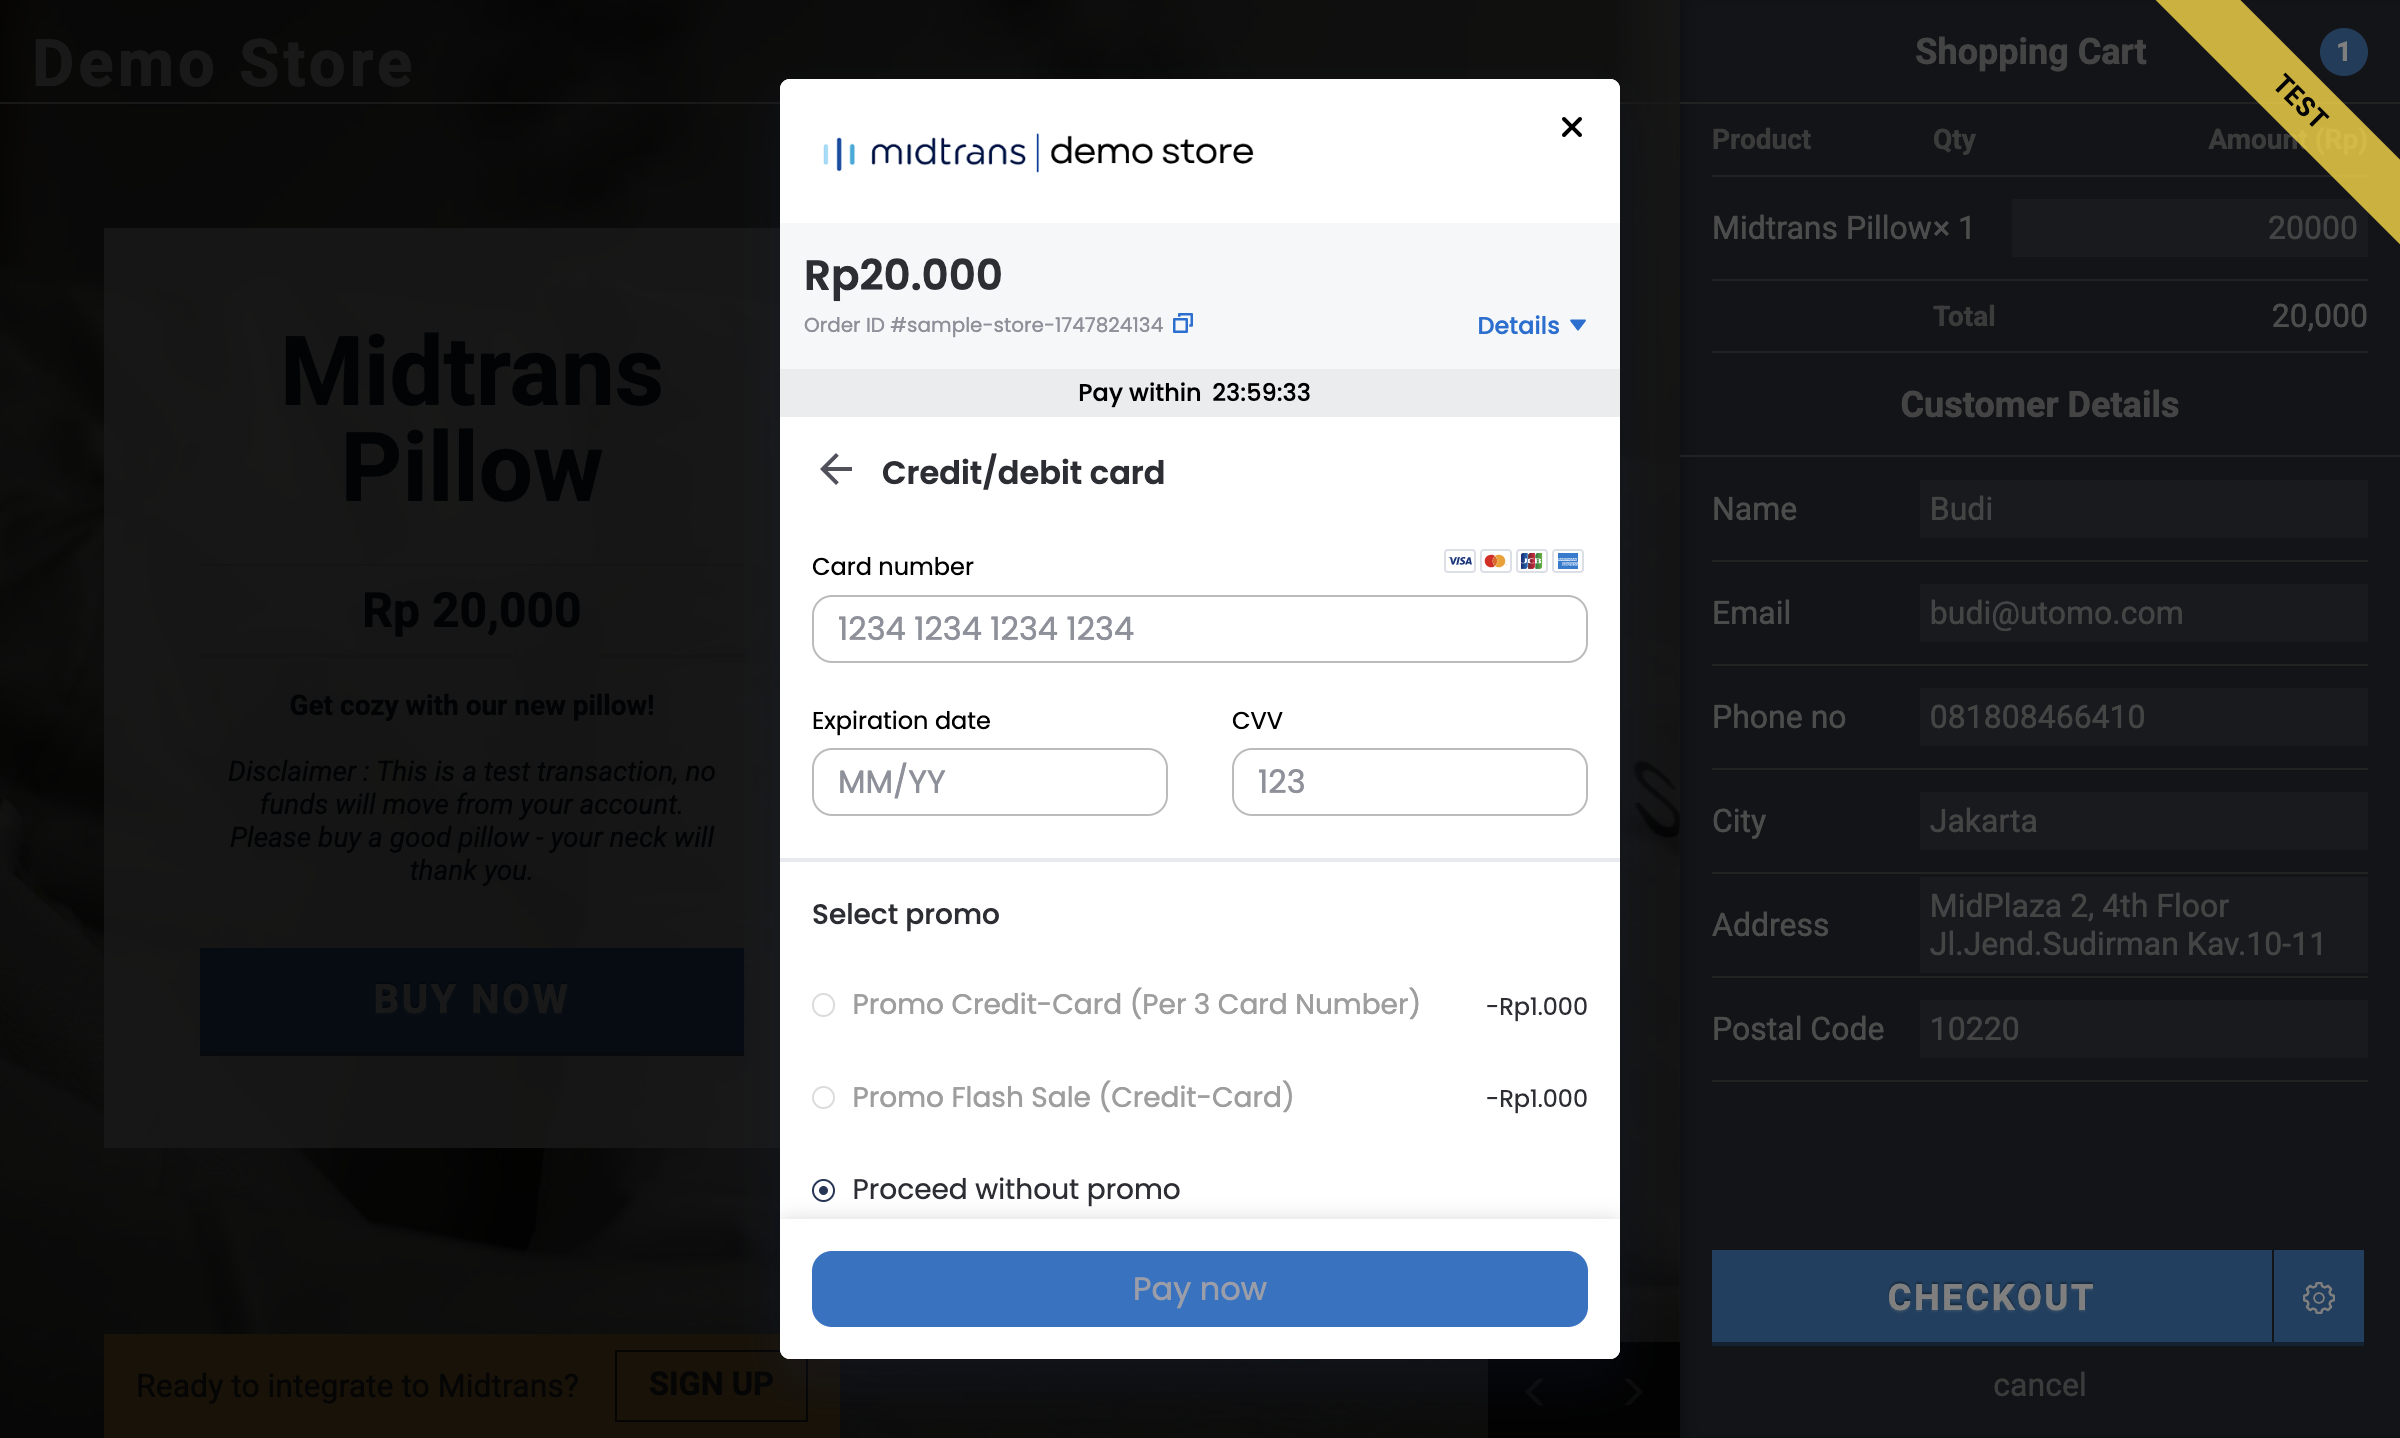 Demo Store
Midtrans
Pillow
Rp 20,000
Get cozy with our new pillow!
Disclaimer : This is a test transaction, no
funds will move from your account.
Please buy a good pillow - your neck will
thank you.
BUY NOW
Ready to integrate to Midtrans?
SIGN UP
midtrans | demo store
Rp20.000
Order ID #sample-store-1747824134
Details
Pay within 23:59:33
Credit/debit card
Card number
VISA
JCB
1234 1234 1234 1234
Expiration date
CVV
MM/YY
123
Select promo
Promo Credit-Card (Per 3 Card Number)
-Rp1.000
Promo Flash Sale (Credit-Card)
-Rp1.000
Proceed without promo
Pay now
Shopping Cart
1
TEST
Product Qty Amount (Rp)
Midtrans Pillow × 1 20000
Total 20,000
Customer Details
Name Budi
Email budi@utomo.com
Phone no 081808466410
City Jakarta
Address
MidPlaza 2, 4th Floor
Jl.Jend.Sudirman Kav.10-11
Postal Code 10220
CHECKOUT
cancel